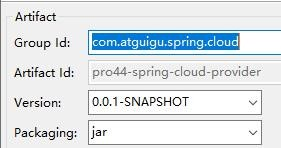 Artifact
Group Id: com.atguigu.spring.cloud
Artifact Id: pro44-spring-cloud-provider
Version: 0.0.1-SNAPSHOT
Packaging: jar